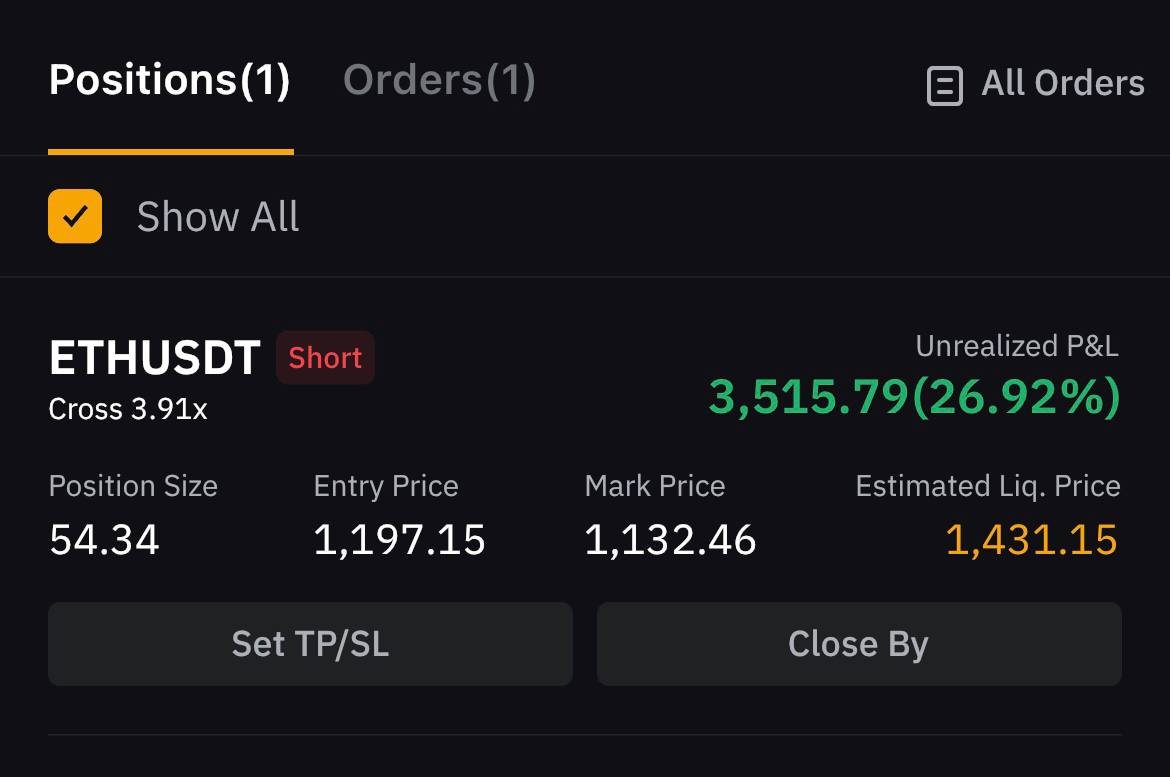 Positions(1) Orders(1) All Orders
Show All
ETHUSDT Short Unrealized P&L
Cross 3.91x 3,515.79(26.92%)
Position Size Entry Price Mark Price Estimated Liq. Price
54.34 1,197.15 1,132.46 1,431.15
Set TP/SL Close By